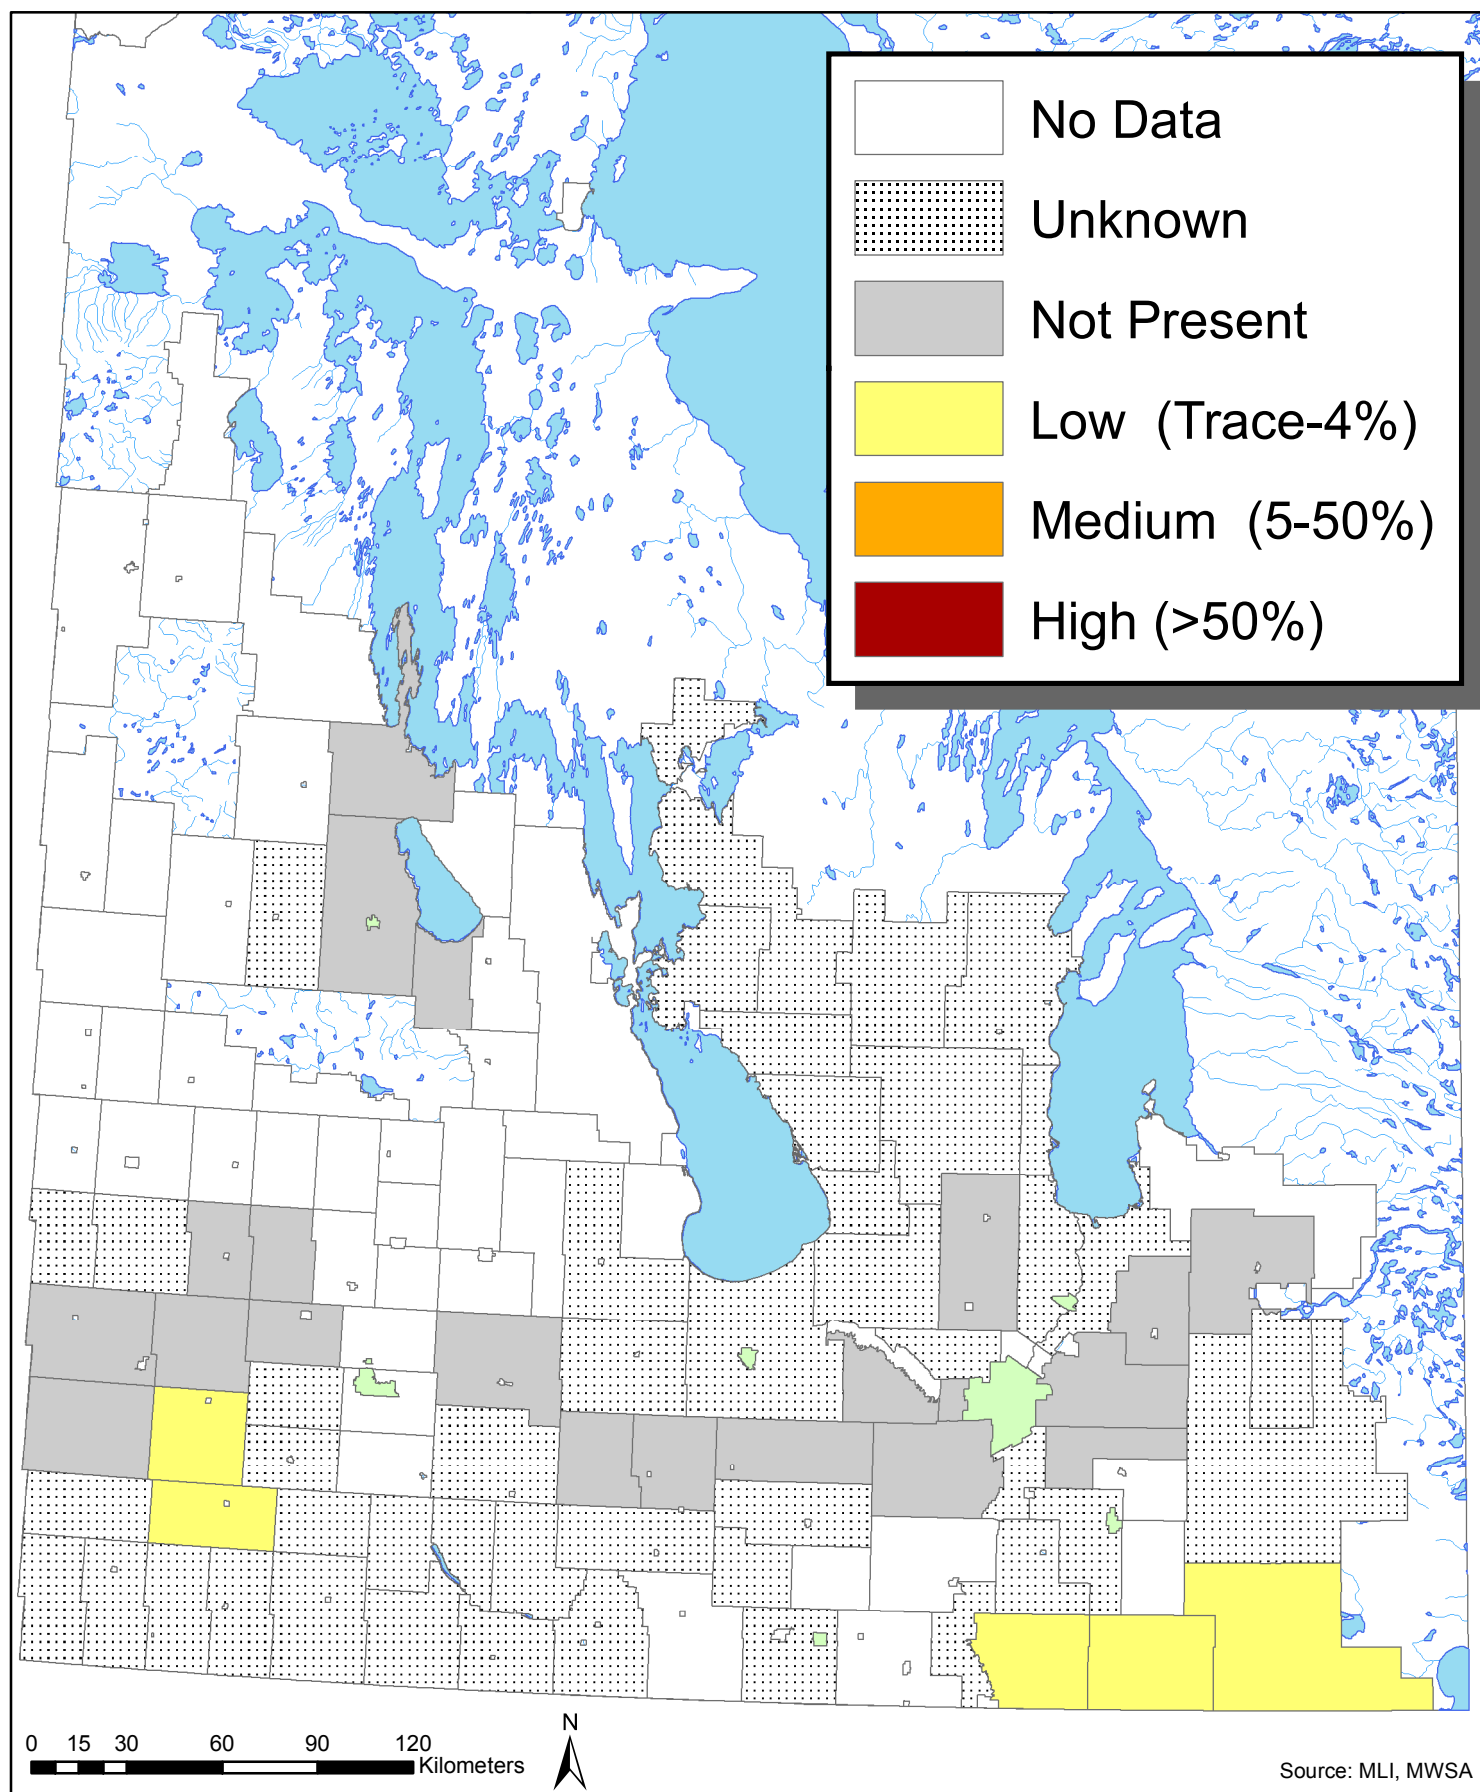 No Data
Unknown
Not Present
Low (Trace-4%)
Medium (5-50%)
High (>50%)
0 15 30 60 90 120
Kilometers
N
Source: MLI, MWSA